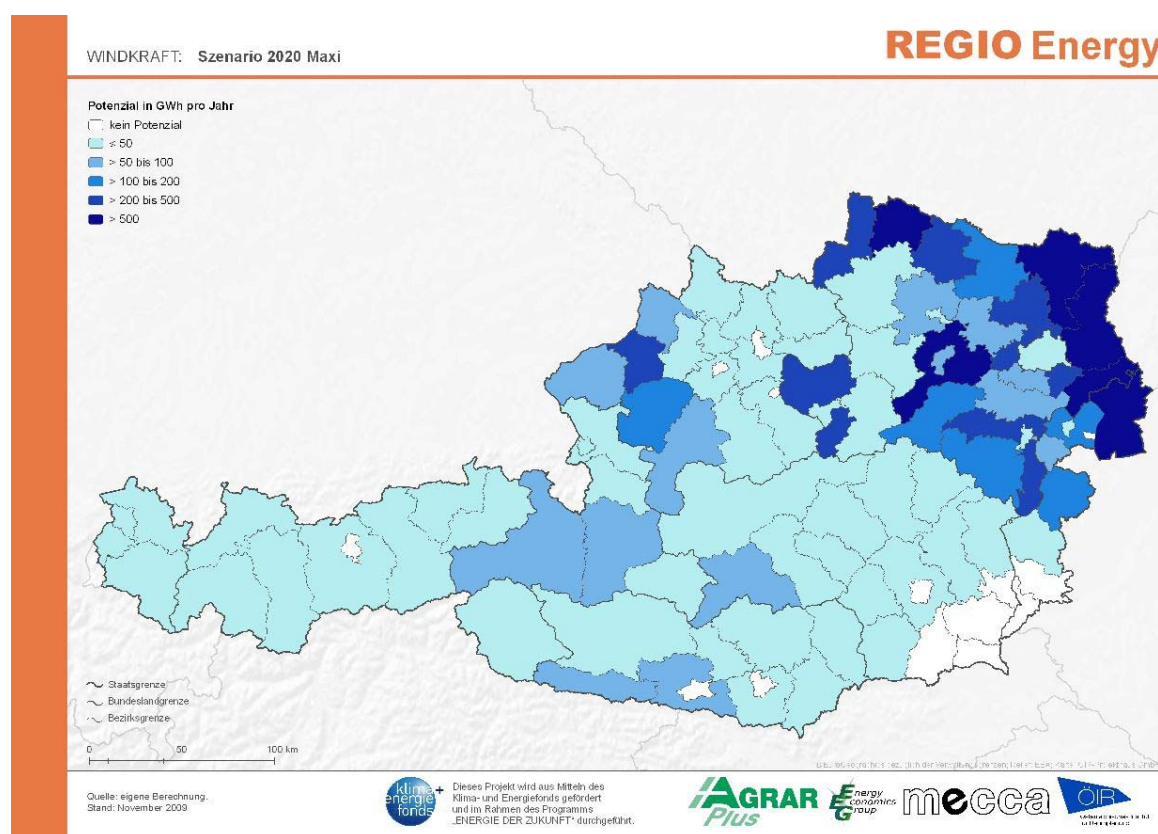 WINDKRAFT: Szenario 2020 Maxi
REGIO Energy
Potenzial in GWh pro Jahr
kein Potenzial
≤ 50
> 50 bis 100
> 100 bis 200
> 200 bis 500
> 500
Staatsgrenze
Bundeslandgrenze
Bezirksgrenze
0 50 100 km
Quelle: eigene Berechnung.
Stand: November 2009
klima+
energie
fonds
Dieses Projekt wird aus Mitteln des
Klima- und Energiefonds gefördert
und im Rahmen des Programms
„ENERGIE DER ZUKUNFT“ durchgeführt.
AGRAR
Plus
Energy
Economics
Group
mecca
ÖIR